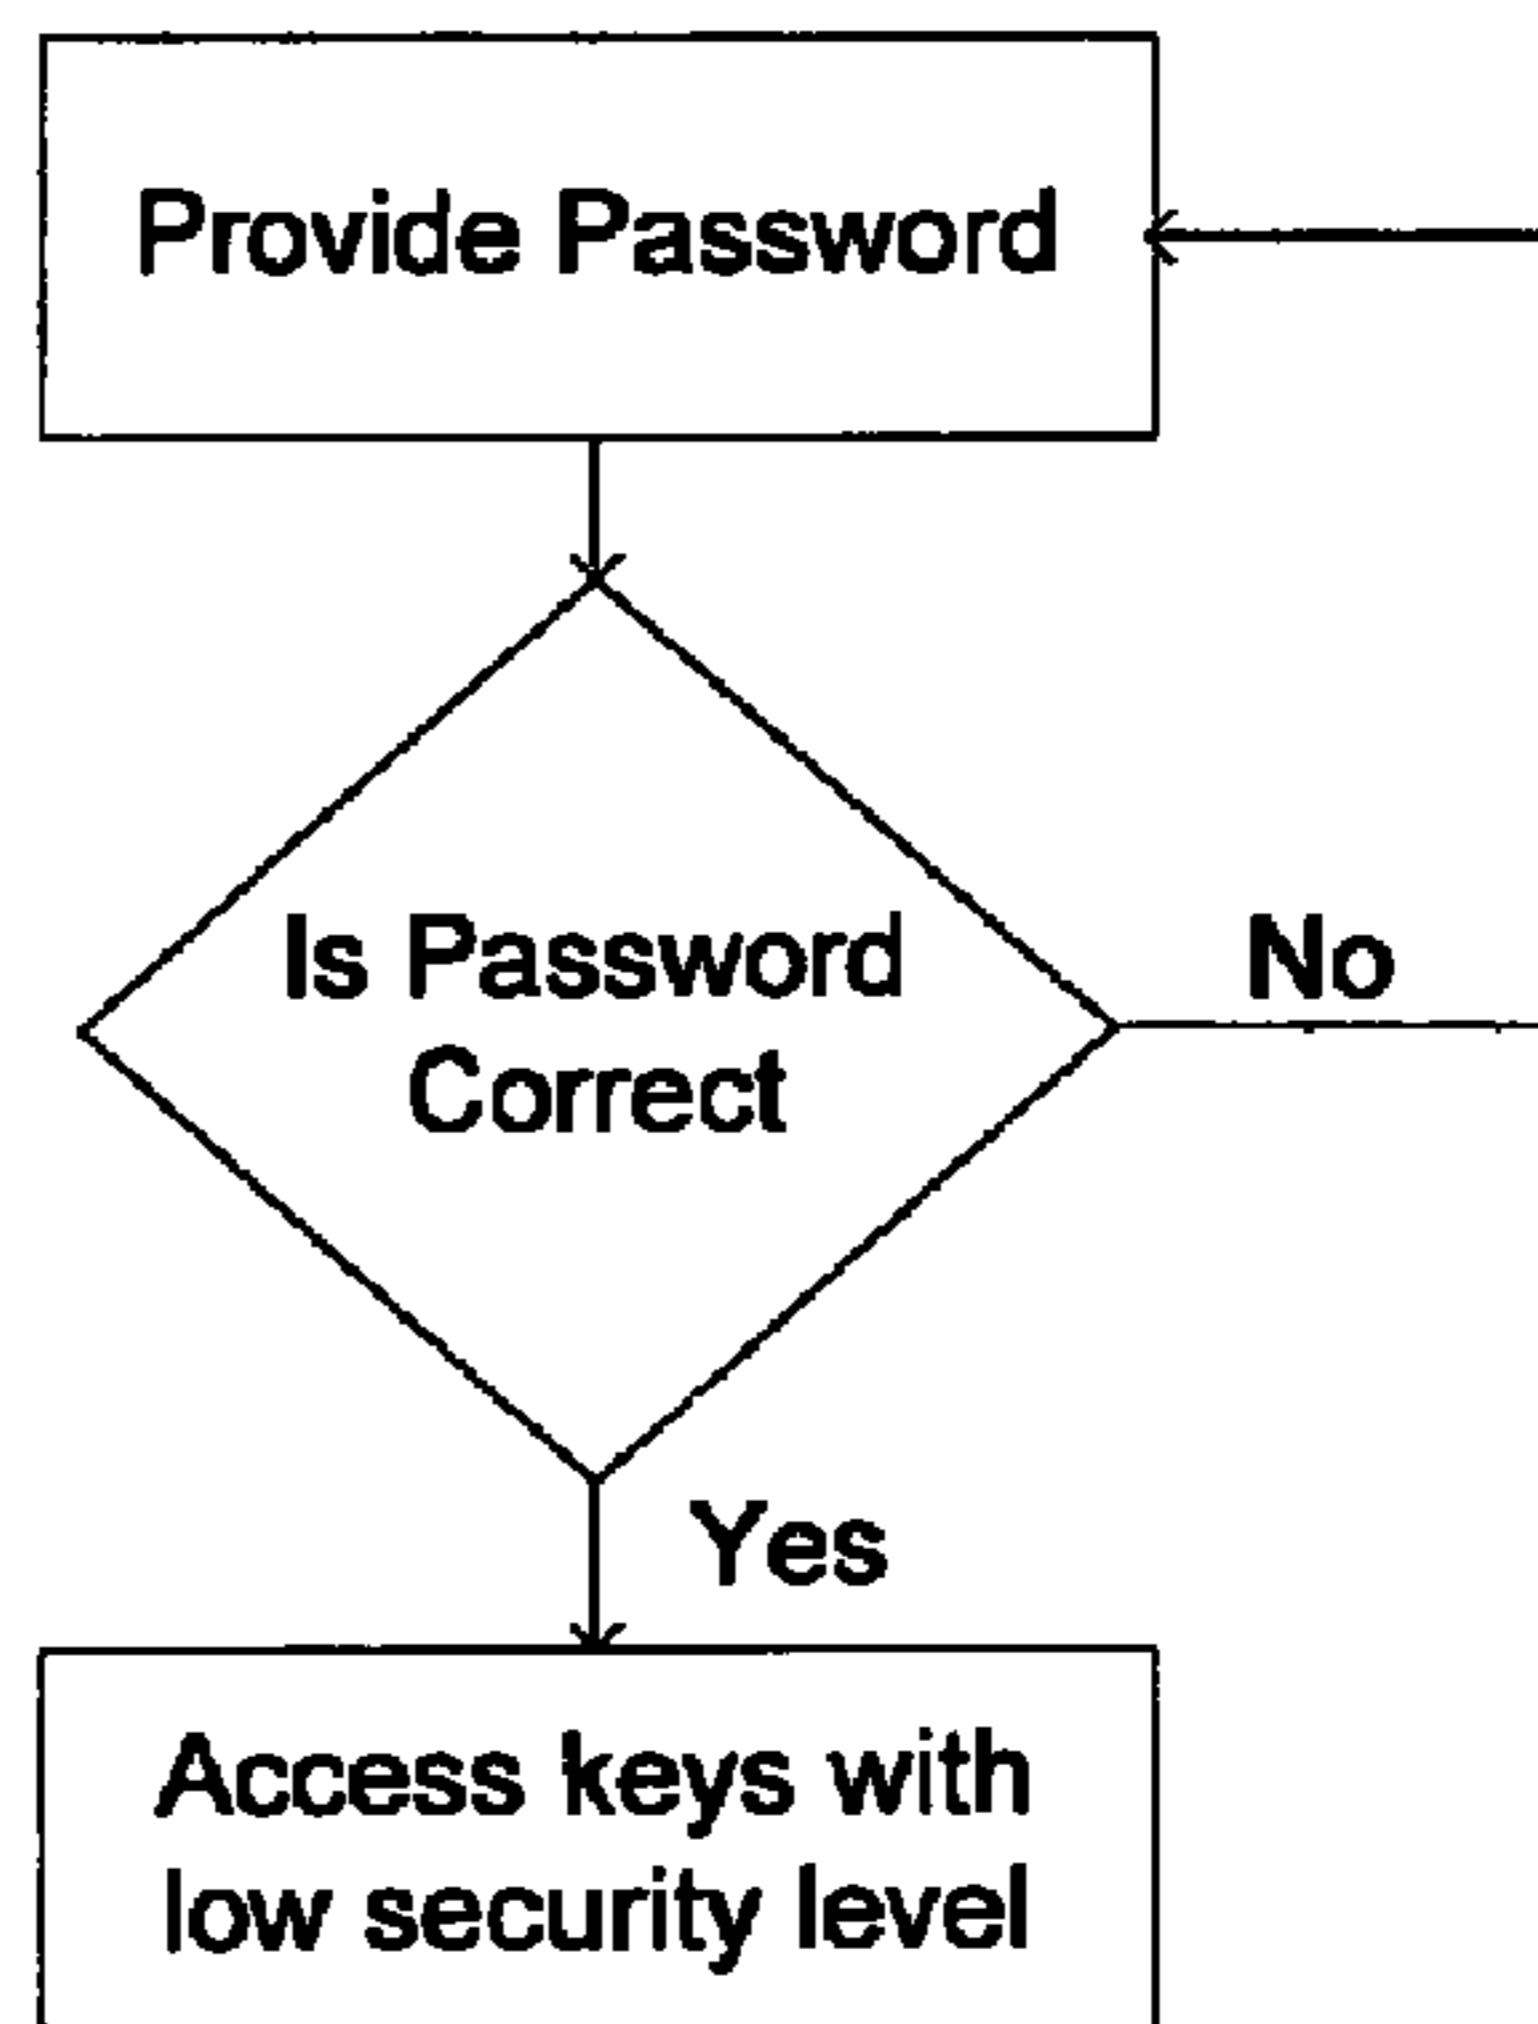 Provide Password
Is Password
Correct
No
Yes
Access keys with
low security level